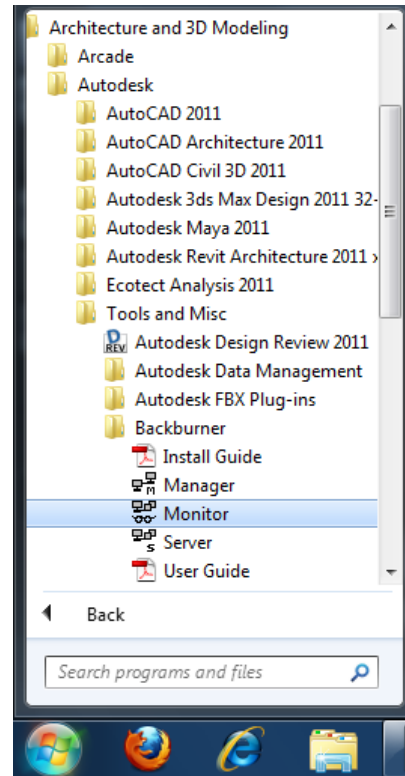 Architecture and 3D Modeling
Arcade
Autodesk
AutoCAD 2011
AutoCAD Architecture 2011
AutoCAD Civil 3D 2011
Autodesk 3ds Max Design 2011 32-
Autodesk Maya 2011
Autodesk Revit Architecture 2011 x
Ecotect Analysis 2011
Tools and Misc
REV Autodesk Design Review 2011
Autodesk Data Management
Autodesk FBX Plug-ins
Backburner
Install Guide
M Manager
Monitor
S Server
User Guide
Back
Search programs and files